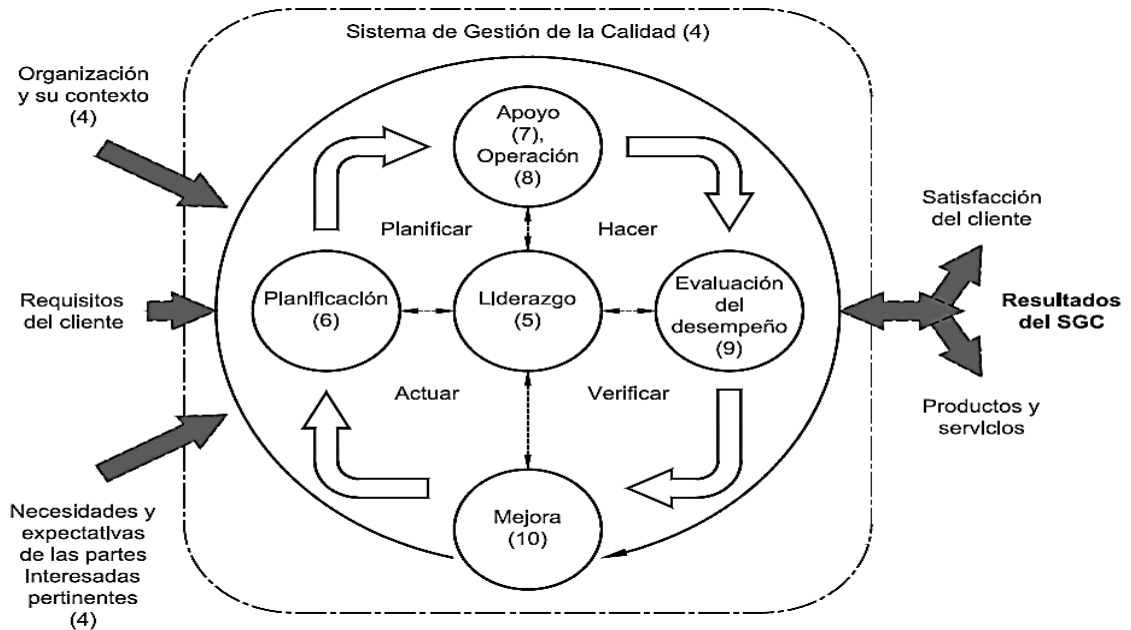 Sistema de Gestión de la Calidad (4)
Organización
y su contexto
(4)
Requisitos
del cliente
Necesidades y
expectativas
de las partes
Interesadas
pertinentes
(4)
Apoyo
(7),
Operación
(8)
Planificar
Hacer
Planificación
(6)
Liderazgo
(5)
Evaluación
del
desempeño
(9)
Actuar
Verificar
Mejora
(10)
Satisfacción
del cliente
Resultados
del SGC
Productos y
servicios